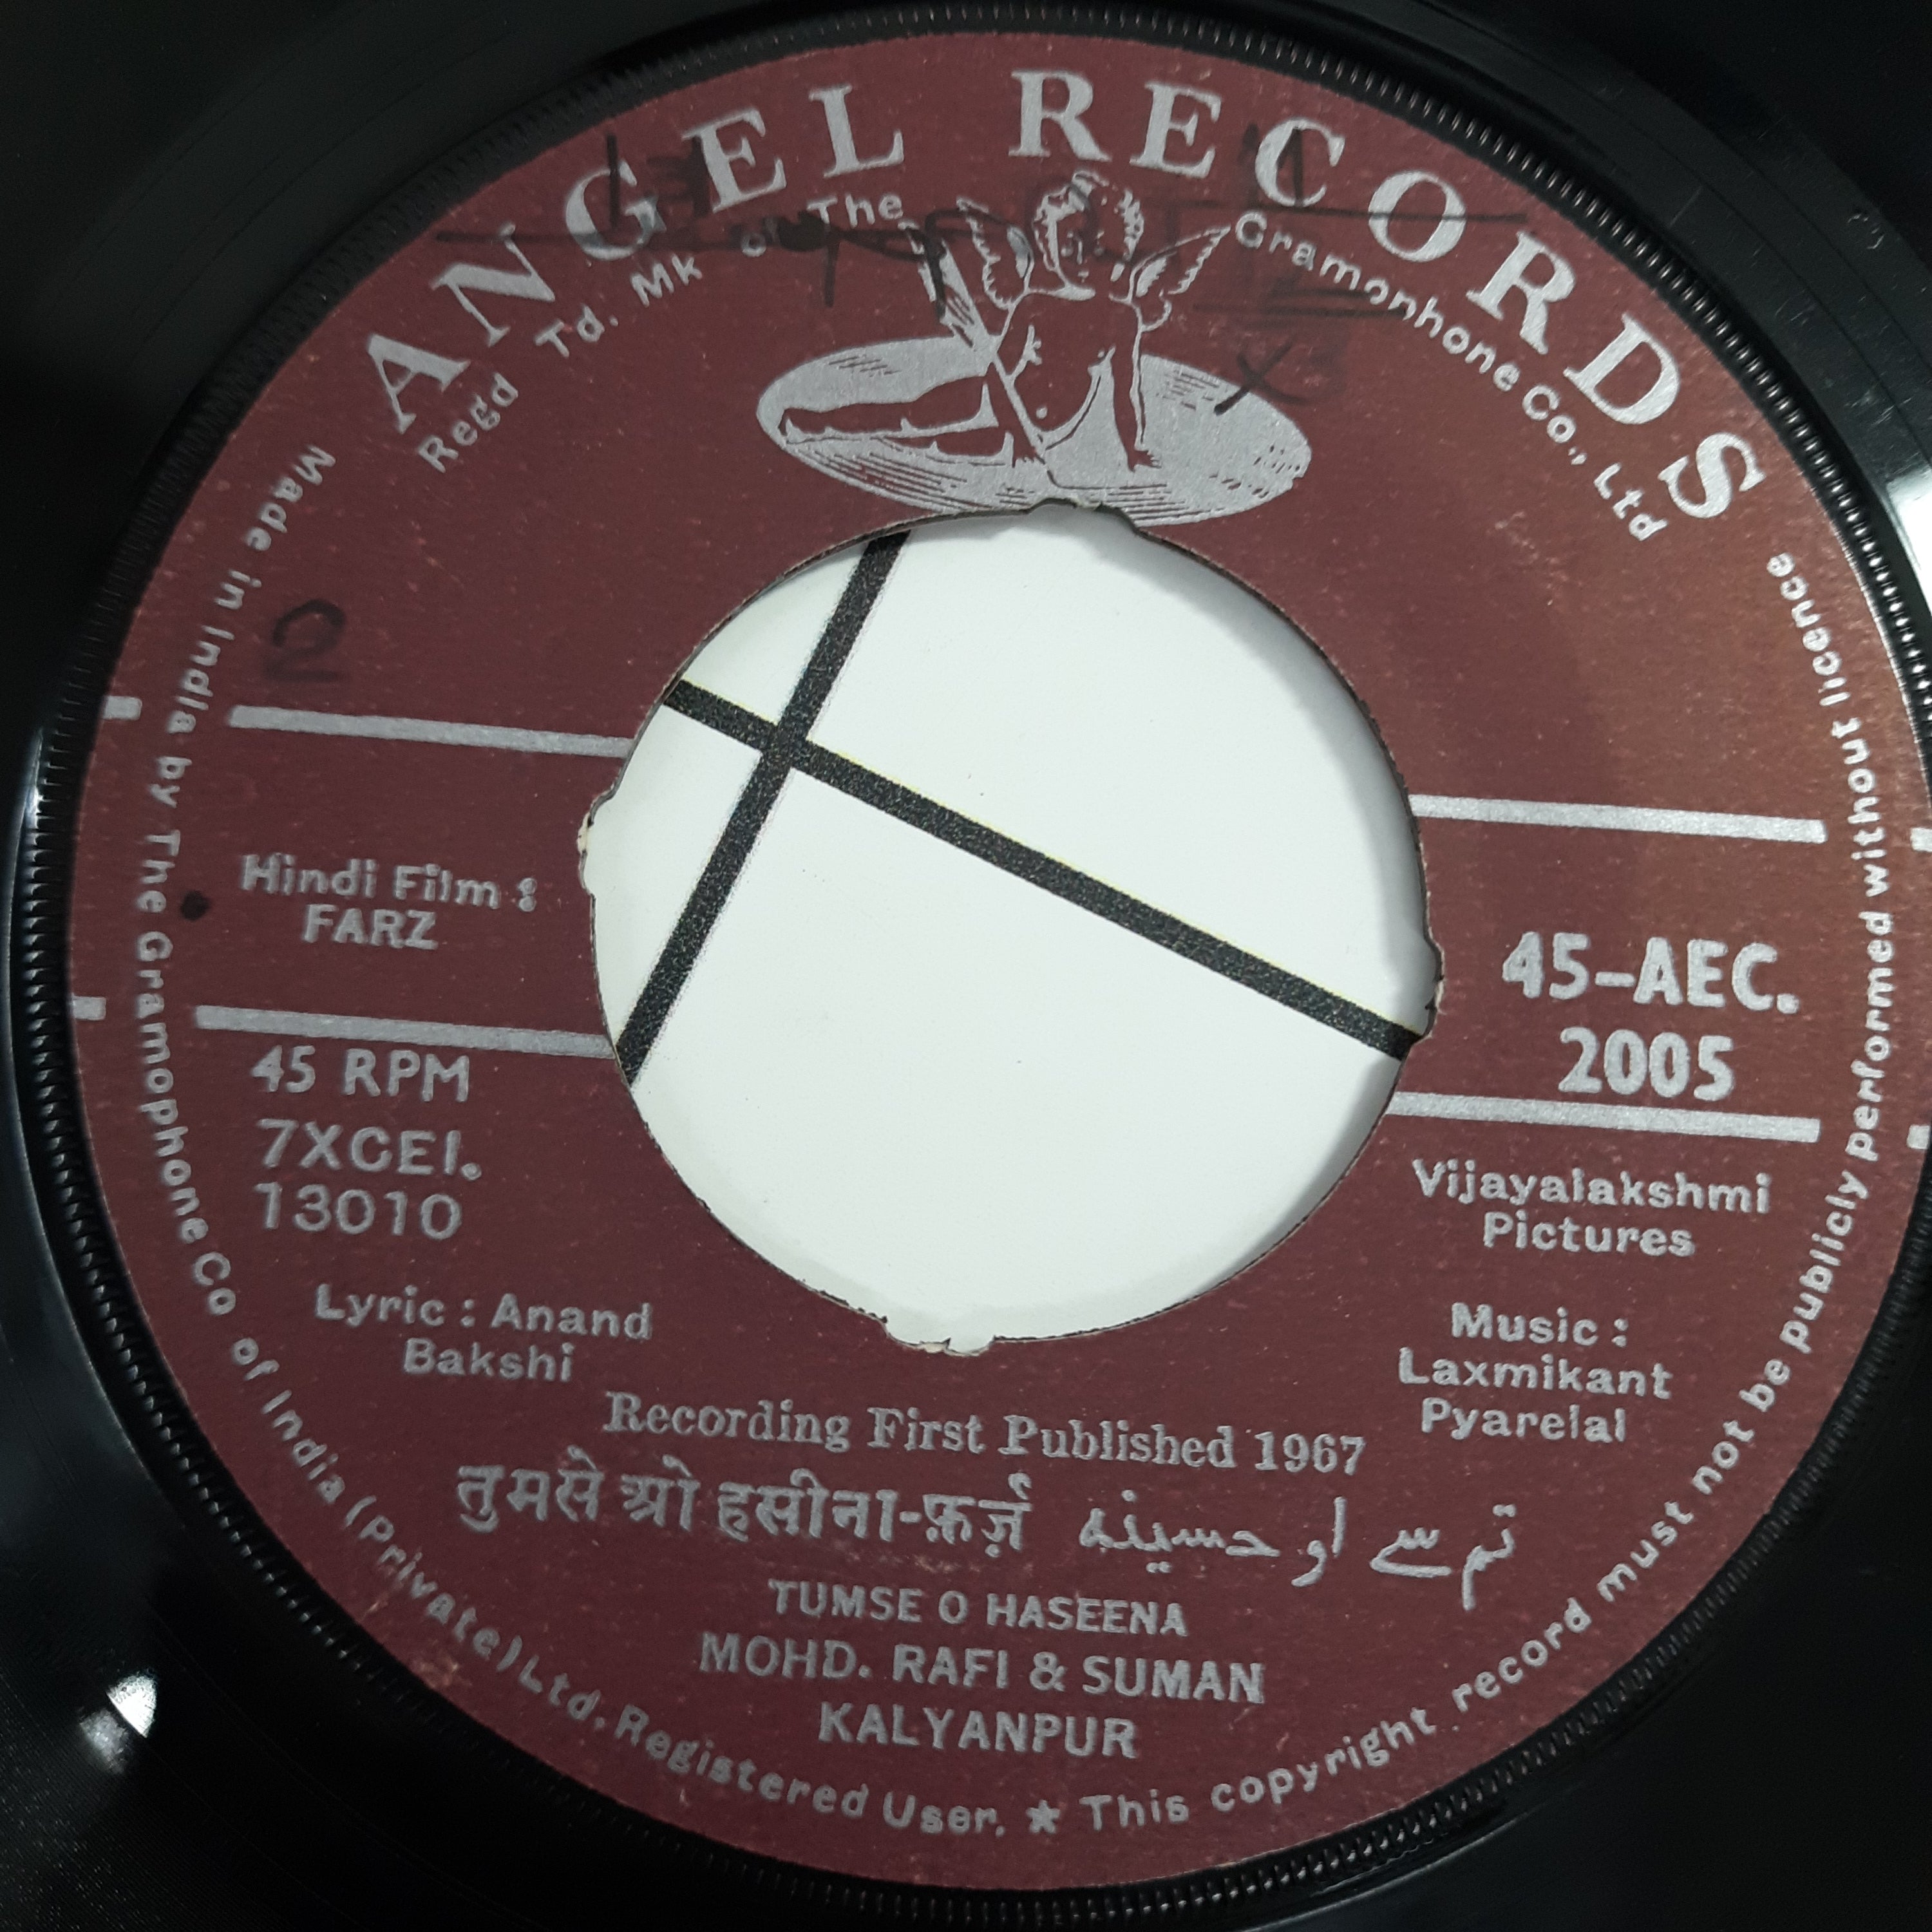 ANGEL RECORDS
Regd Td. Mk of The Gramonhone Co., Ltd
2
Hindi Film :
FARZ
45-AEC.
2005
45 RPM
7XCEI.
13010
Vijayalakshmi
Pictures
Lyric : Anand
Bakshi
Music :
Laxmikant
Pyarelal
Recording First Published 1967
तुमसे ओ हसीना-फ़र्ज़ تم سے او حسینہ
TUMSE O HASEENA
MOHD. RAFI & SUMAN
KALYANPUR
Made in India by The Gramophone Co. of India (Private) Ltd. Registered User. ★ This copyright record must not be publicly performed without licence